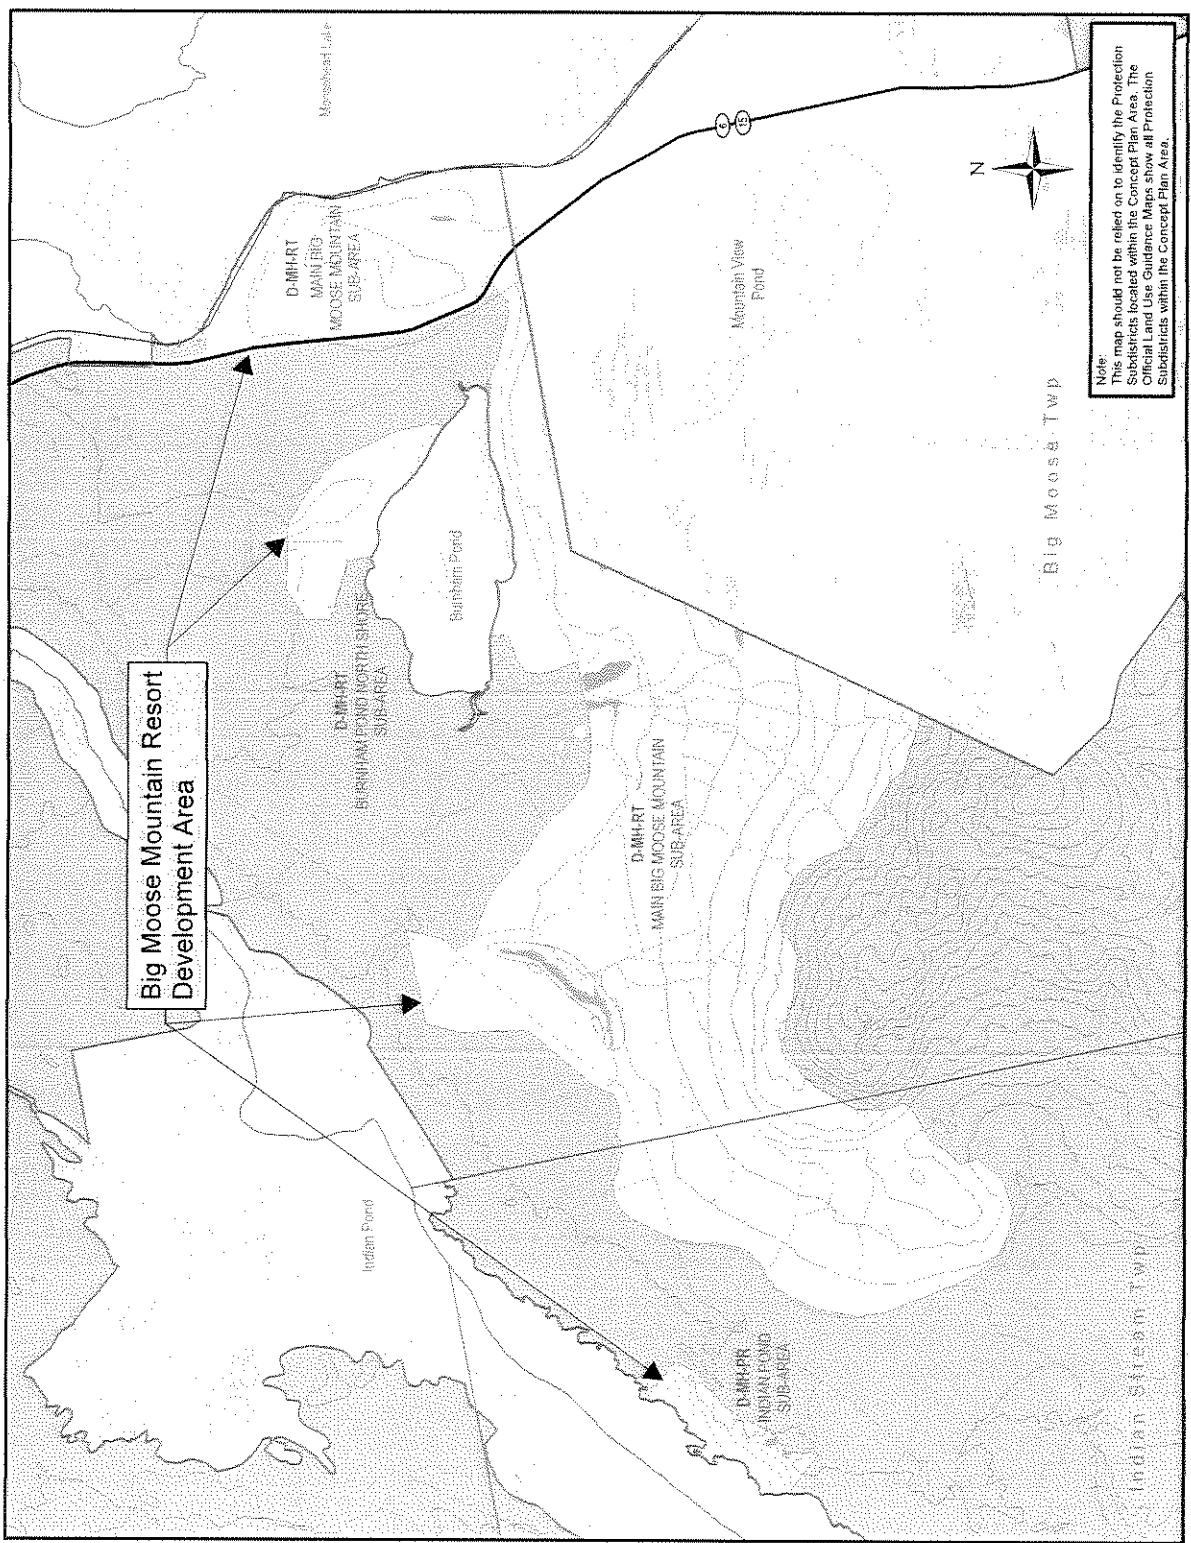 Big Moose Mountain Resort
Development Area
Moosehead Lake
D-MH-RT
MAIN BIG
MOOSE MOUNTAIN
SUB-AREA
6
15
D-MH-RT
BURNHAM POND NORTH SHORE
SUB-AREA
Burnham Pond
Mountain View
Pond
N
Indian Pond
D-MH-RT
MAIN BIG MOOSE MOUNTAIN
SUB-AREA
Big Moose Twp
D-MH-PR
INDIAN POND
SUB-AREA
Indian Stream Twp
Note:
This map should not be relied on to identify the Protection
Subdistricts located within the Concept Plan Area. The
Official Land Use Guidance Maps show all Protection
Subdistricts within the Concept Plan Area.